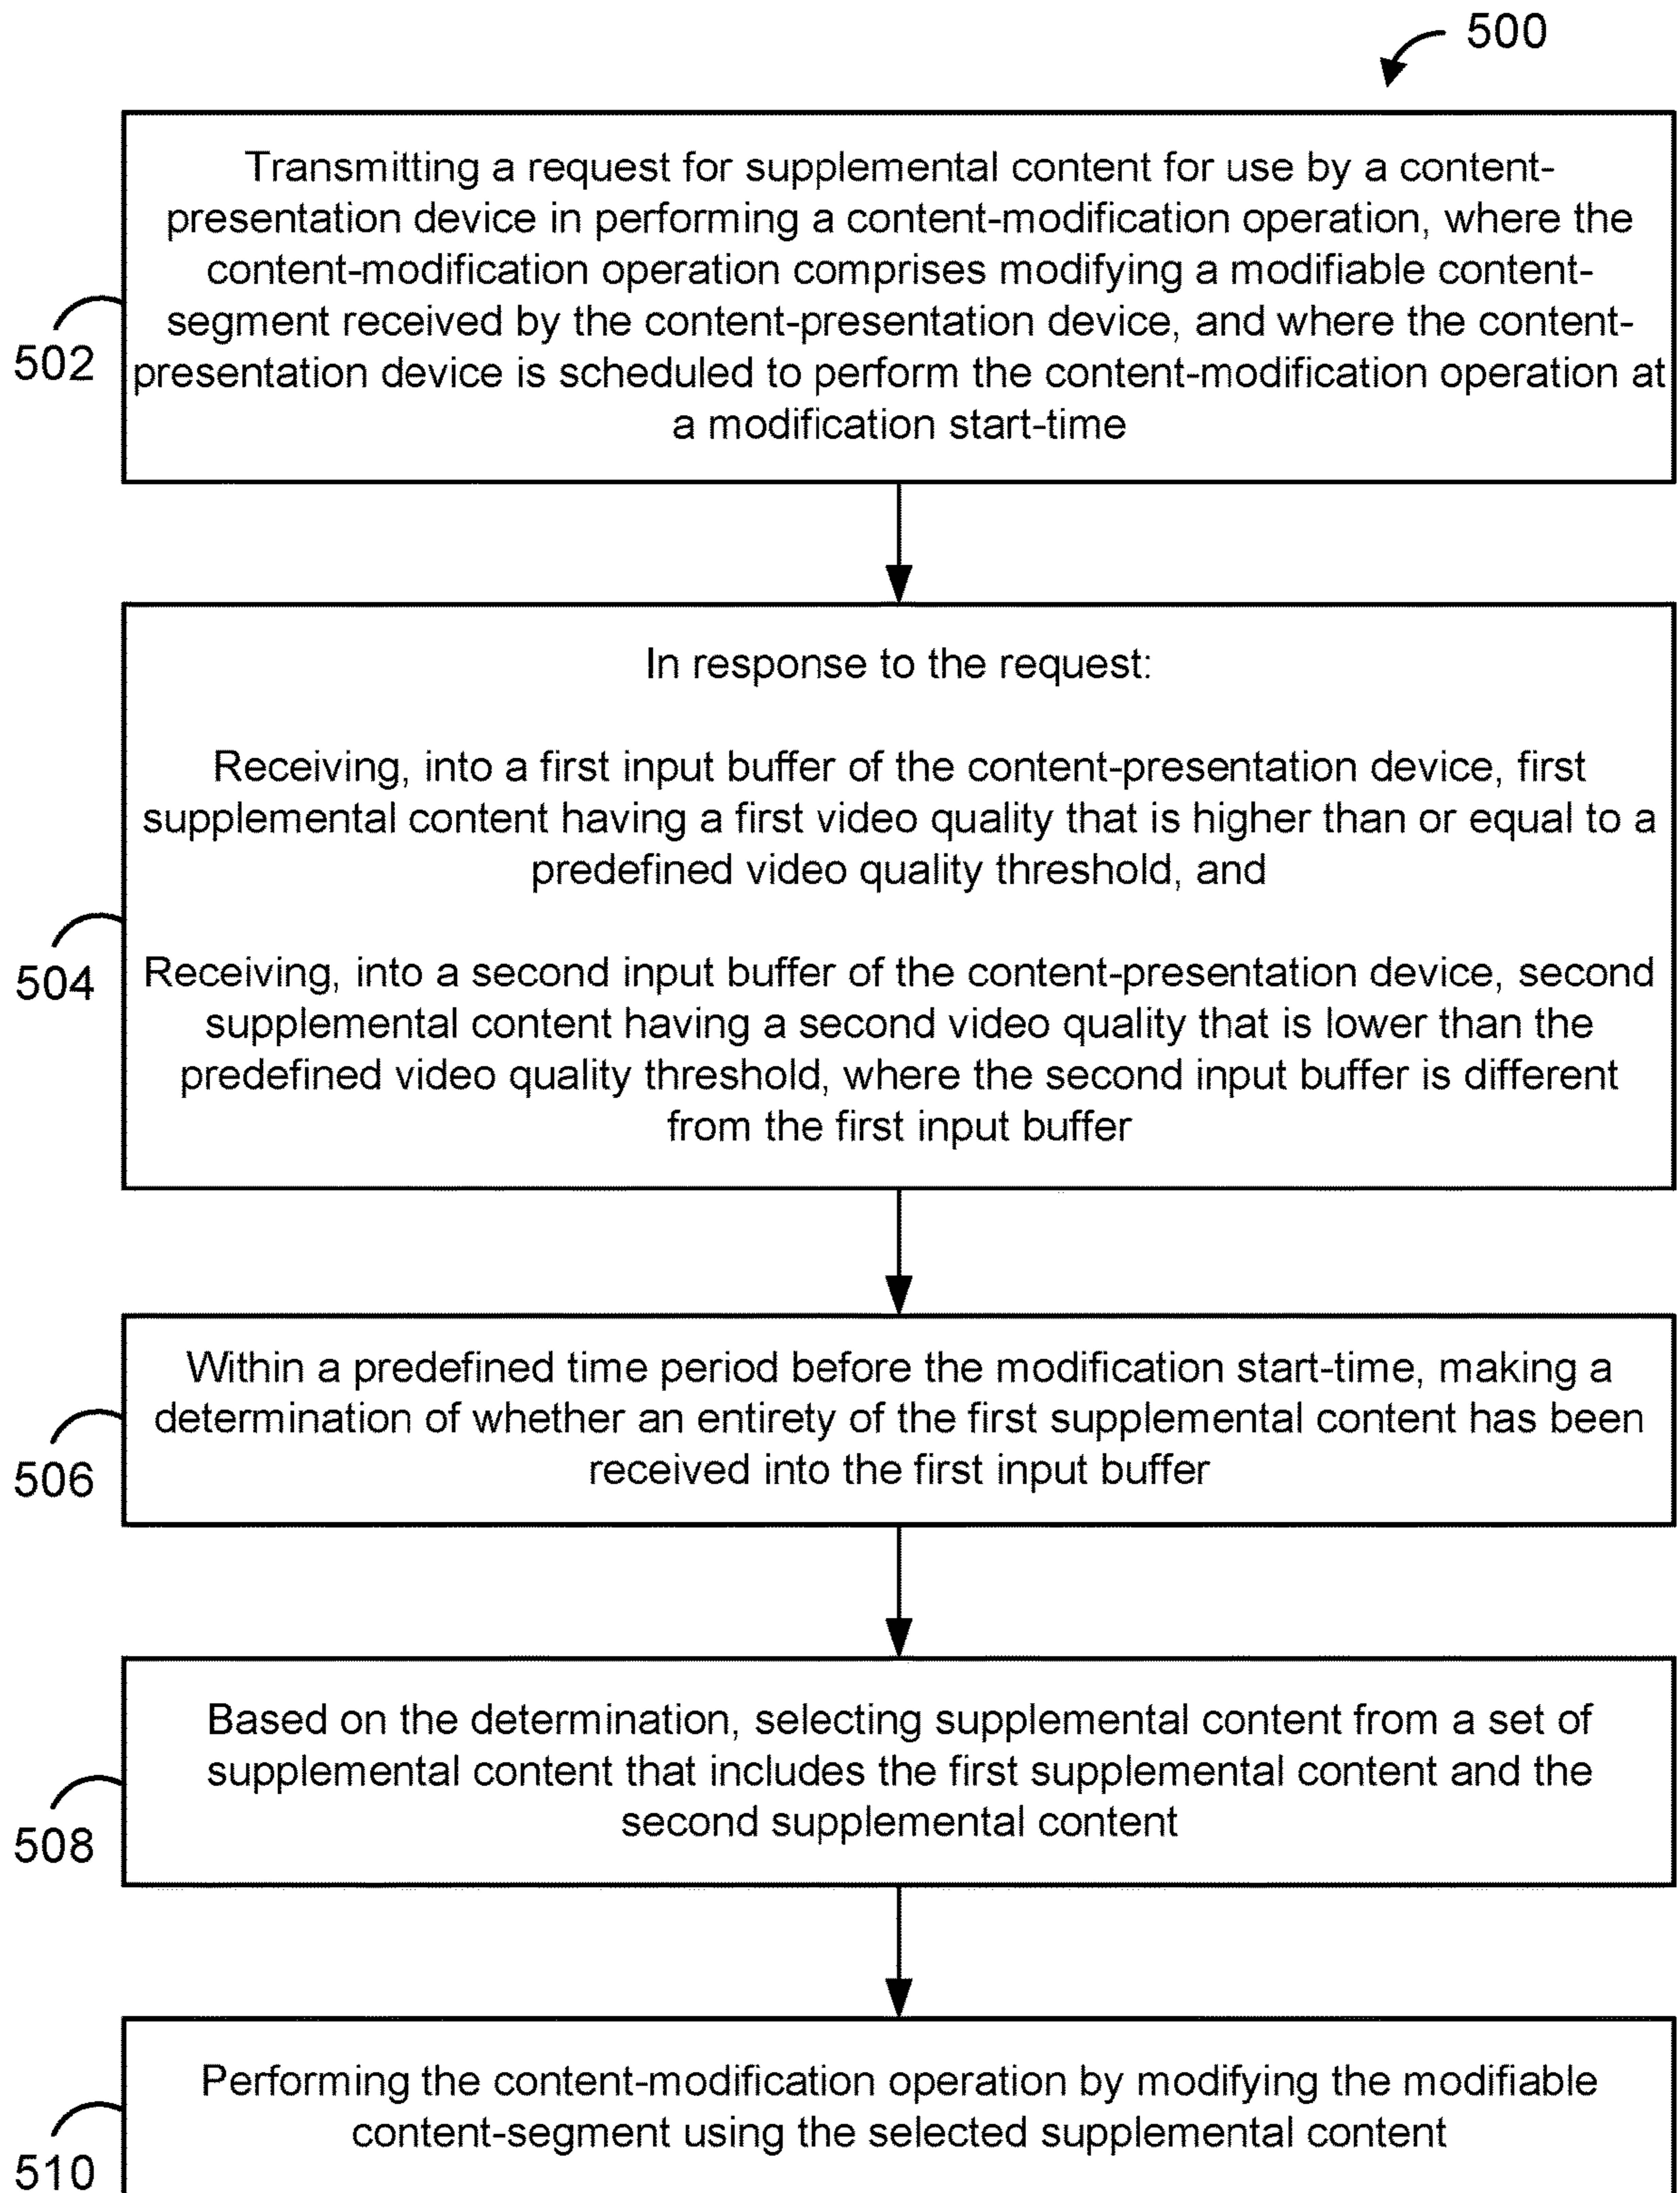 500
Transmitting a request for supplemental content for use by a content-
presentation device in performing a content-modification operation, where the
content-modification operation comprises modifying a modifiable content-
segment received by the content-presentation device, and where the content-
presentation device is scheduled to perform the content-modification operation at
a modification start-time
502
In response to the request:
Receiving, into a first input buffer of the content-presentation device, first
supplemental content having a first video quality that is higher than or equal to a
predefined video quality threshold, and
Receiving, into a second input buffer of the content-presentation device, second
supplemental content having a second video quality that is lower than the
predefined video quality threshold, where the second input buffer is different
from the first input buffer
504
Within a predefined time period before the modification start-time, making a
determination of whether an entirety of the first supplemental content has been
received into the first input buffer
506
Based on the determination, selecting supplemental content from a set of
supplemental content that includes the first supplemental content and the
second supplemental content
508
Performing the content-modification operation by modifying the modifiable
content-segment using the selected supplemental content
510